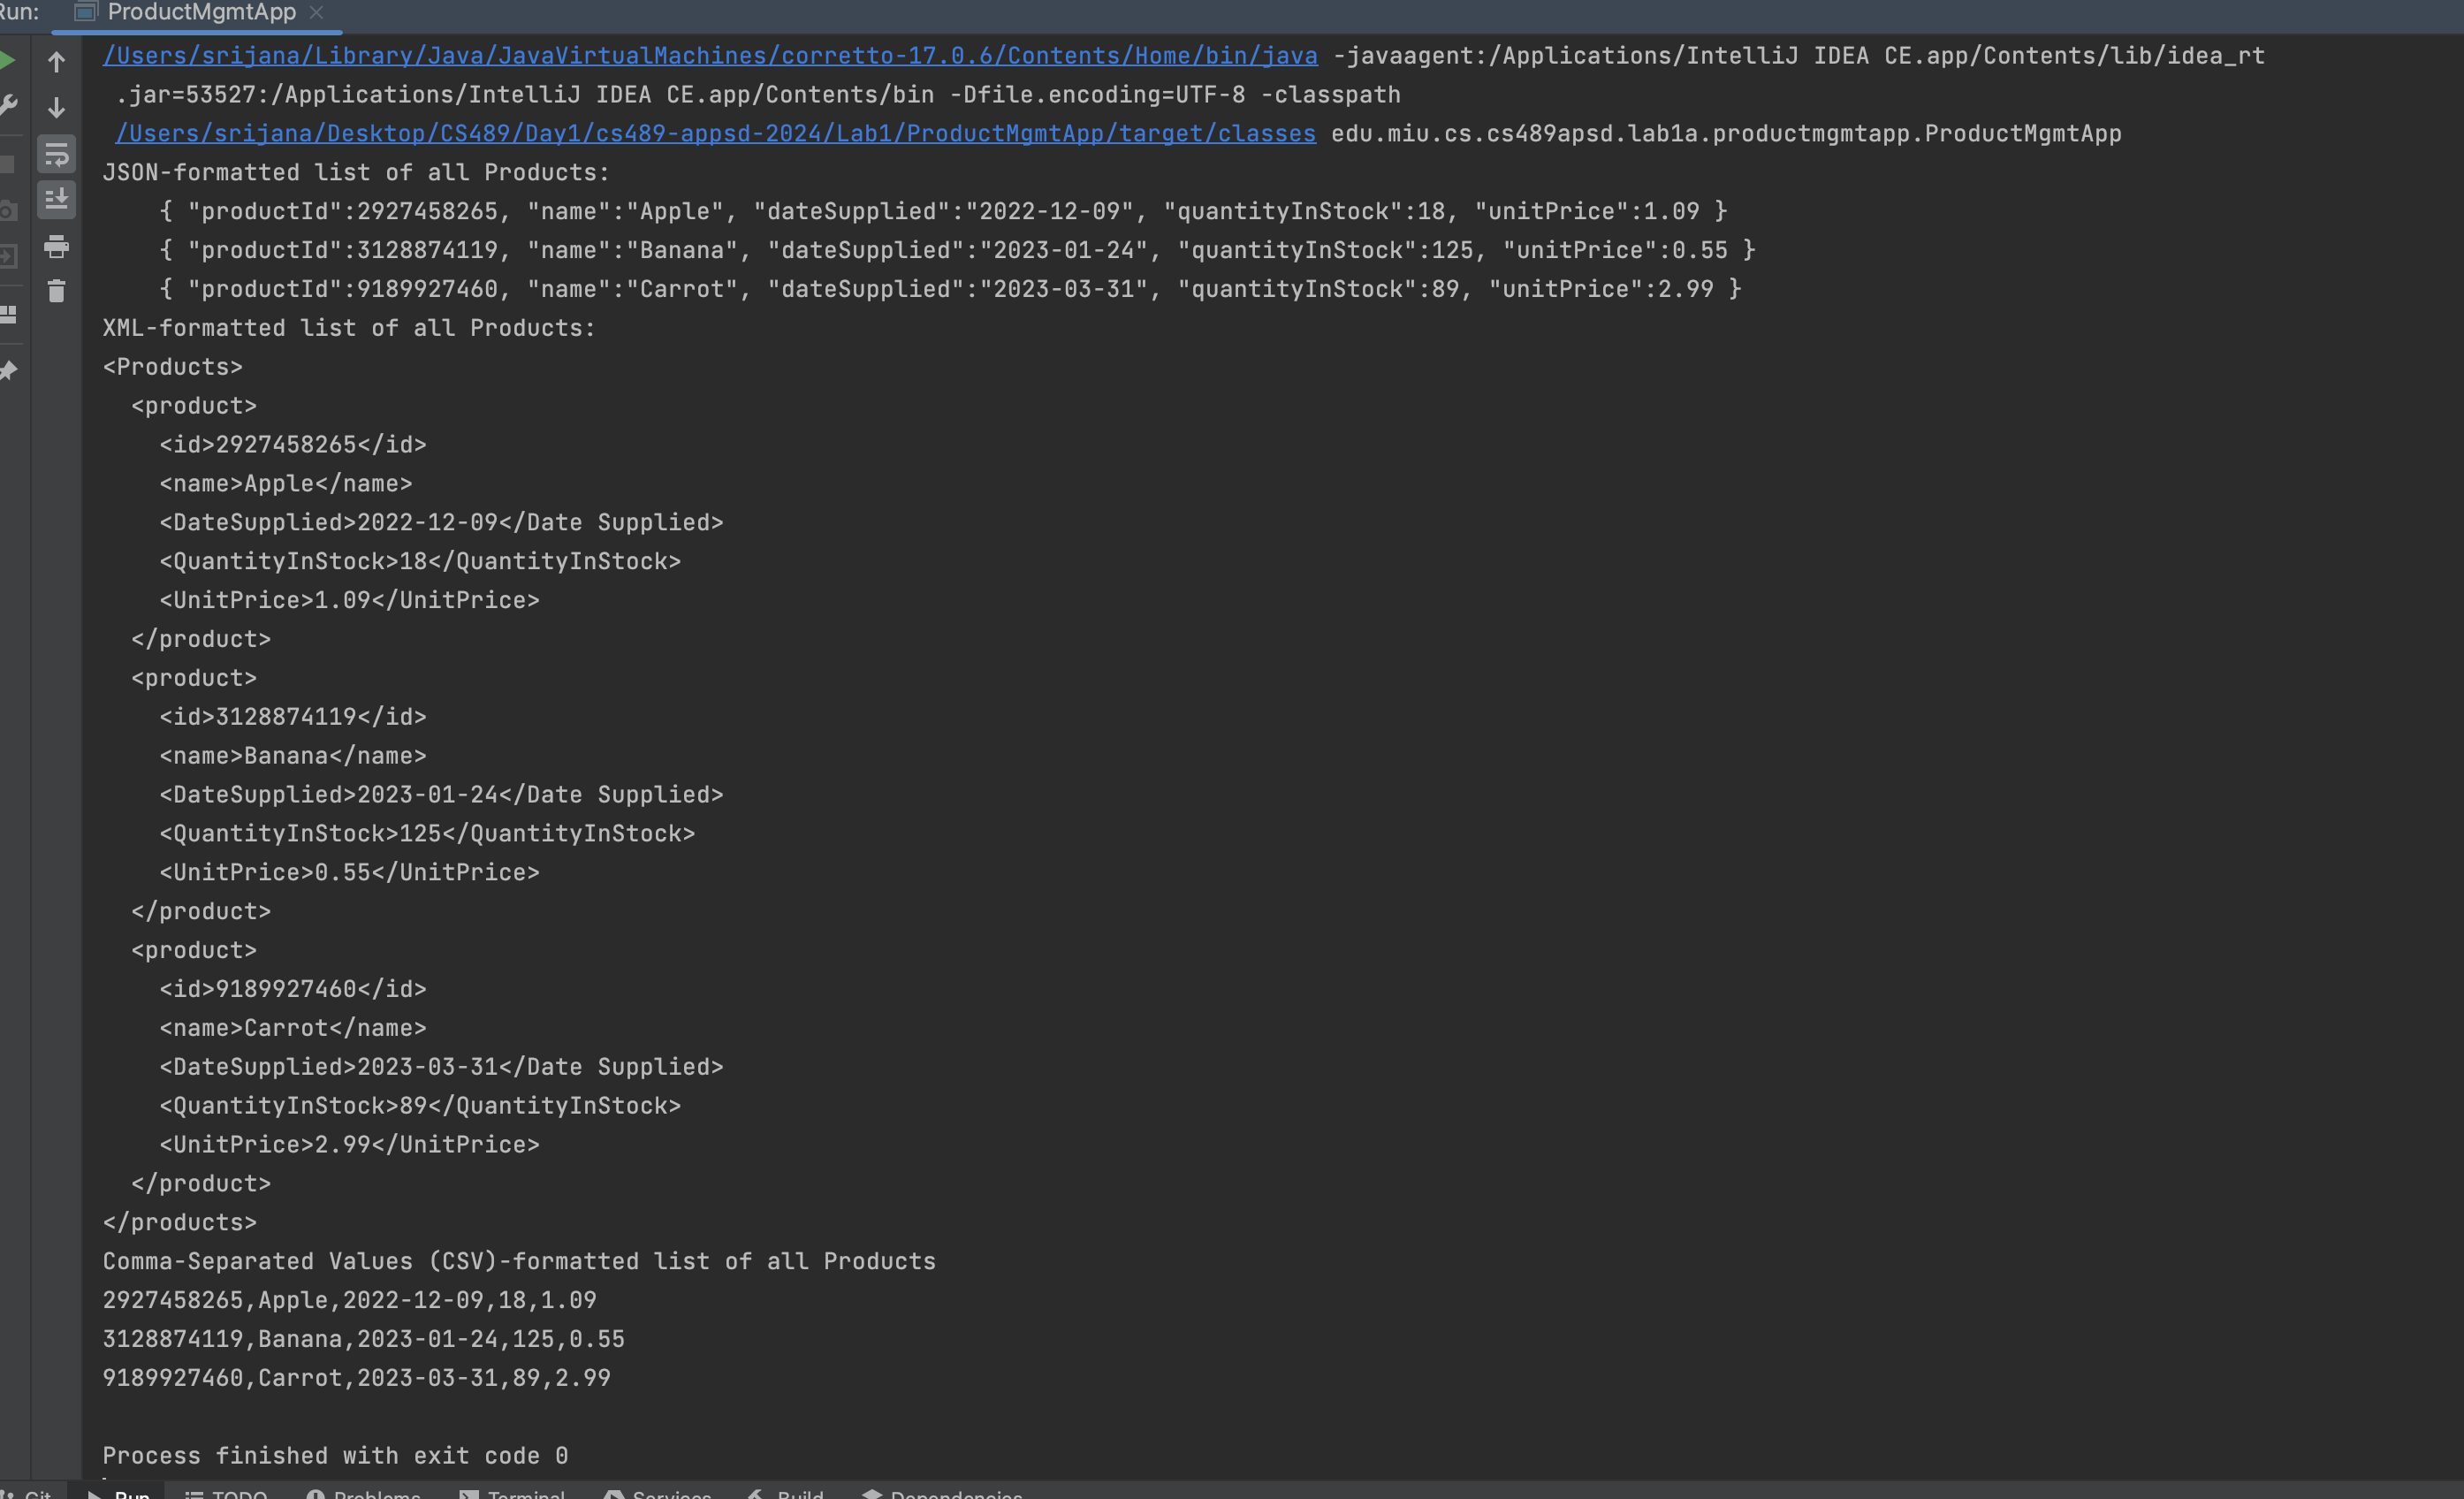 Run: ProductMgmtApp
/Users/srijana/Library/Java/JavaVirtualMachines/corretto-17.0.6/Contents/Home/bin/java -javaagent:/Applications/IntelliJ IDEA CE.app/Contents/lib/idea_rt
.jar=53527:/Applications/IntelliJ IDEA CE.app/Contents/bin -Dfile.encoding=UTF-8 -classpath
/Users/srijana/Desktop/CS489/Day1/cs489-appsd-2024/Lab1/ProductMgmtApp/target/classes edu.miu.cs.cs489apsd.lab1a.productmgmtapp.ProductMgmtApp
JSON-formatted list of all Products:
{ "productId":2927458265, "name":"Apple", "dateSupplied":"2022-12-09", "quantityInStock":18, "unitPrice":1.09 }
{ "productId":3128874119, "name":"Banana", "dateSupplied":"2023-01-24", "quantityInStock":125, "unitPrice":0.55 }
{ "productId":9189927460, "name":"Carrot", "dateSupplied":"2023-03-31", "quantityInStock":89, "unitPrice":2.99 }
XML-formatted list of all Products:
<Products>
<product>
<id>2927458265</id>
<name>Apple</name>
<DateSupplied>2022-12-09</Date Supplied>
<QuantityInStock>18</QuantityInStock>
<UnitPrice>1.09</UnitPrice>
</product>
<product>
<id>3128874119</id>
<name>Banana</name>
<DateSupplied>2023-01-24</Date Supplied>
<QuantityInStock>125</QuantityInStock>
<UnitPrice>0.55</UnitPrice>
</product>
<product>
<id>9189927460</id>
<name>Carrot</name>
<DateSupplied>2023-03-31</Date Supplied>
<QuantityInStock>89</QuantityInStock>
<UnitPrice>2.99</UnitPrice>
</product>
</products>
Comma-Separated Values (CSV)-formatted list of all Products
2927458265,Apple,2022-12-09,18,1.09
3128874119,Banana,2023-01-24,125,0.55
9189927460,Carrot,2023-03-31,89,2.99
Process finished with exit code 0
Git Run TODO Problems Terminal Services Build Dependencies